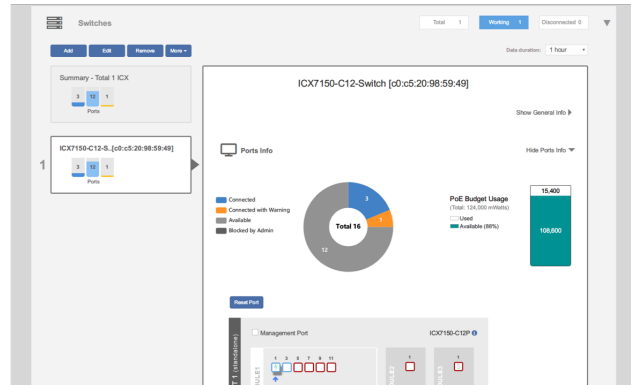 Switches
Total 1
Working 1
Disconnected 0
Add
Edit
Remove
More
Data duration:
1 hour
Summary - Total 1 ICX
3 12 1
Ports
ICX7150-C12-Switch [c0:c5:20:98:59:49]
Show General Info
1
ICX7150-C12-S..[c0:c5:20:98:59:49]
3 12 1
Ports
Ports Info
Hide Ports Info
Connected
Connected with Warning
Available
Blocked by Admin
3
1
Total 16
12
PoE Budget Usage
(Total: 124,000 mWatts)
Used
Available (88%)
15,400
108,600
Reset Port
Management Port
ICX7150-C12P
1 3 5 7 9 11
1
1
(standalone)